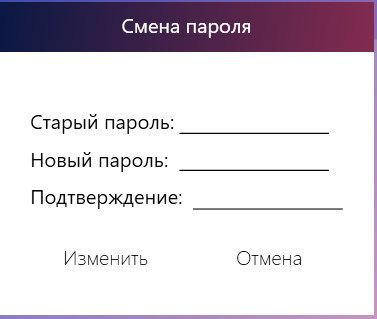 Смена пароля
Старый пароль:
Новый пароль:
Подтверждение:
Изменить Отмена